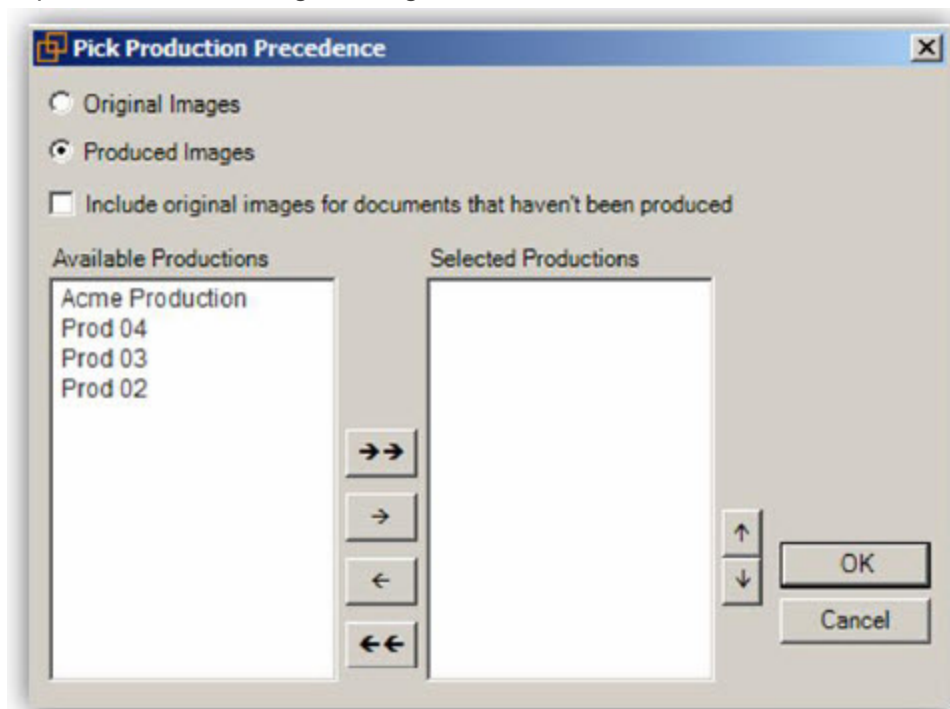 Pick Production Precedence
Original Images
Produced Images
Include original images for documents that haven't been produced
Available Productions
Selected Productions
Acme Production
Prod 04
Prod 03
Prod 02
OK
Cancel